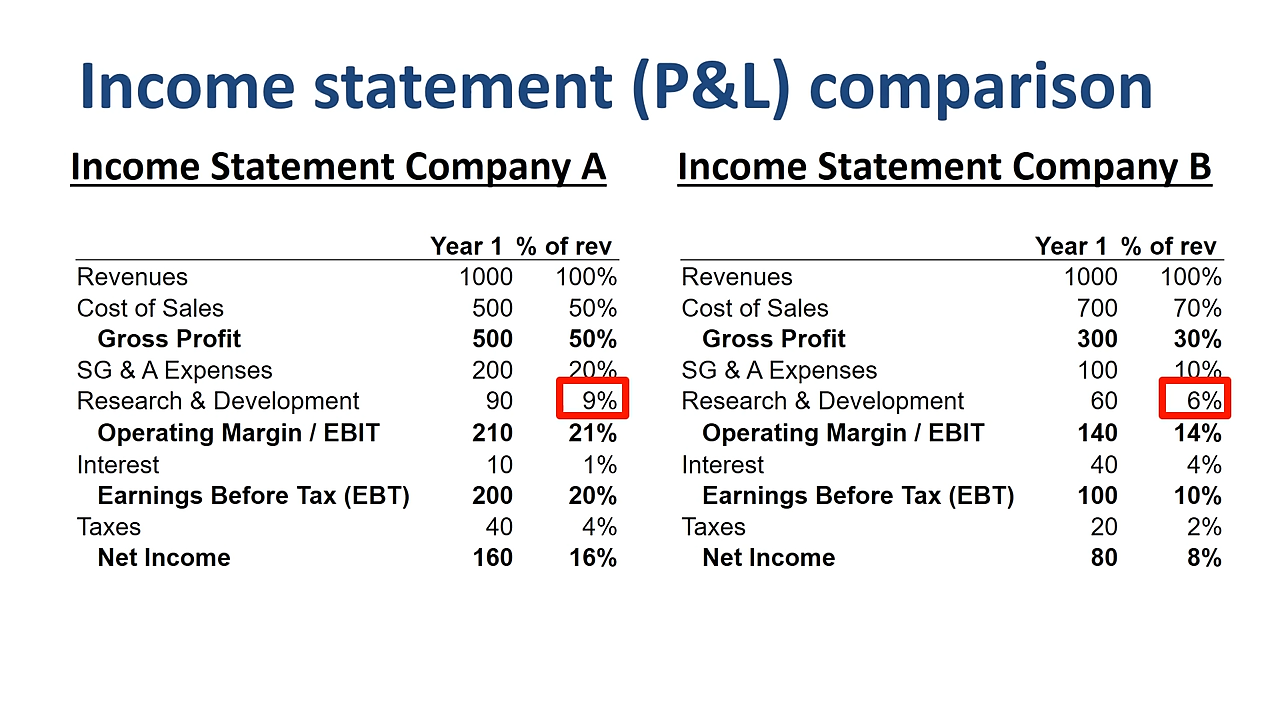 Income statement (P&L) comparison
Income Statement Company A
Year 1 % of rev
Revenues 1000 100%
Cost of Sales 500 50%
Gross Profit 500 50%
SG & A Expenses 200 20%
Research & Development 90 9%
Operating Margin / EBIT 210 21%
Interest 10 1%
Earnings Before Tax (EBT) 200 20%
Taxes 40 4%
Net Income 160 16%
Income Statement Company B
Year 1 % of rev
Revenues 1000 100%
Cost of Sales 700 70%
Gross Profit 300 30%
SG & A Expenses 100 10%
Research & Development 60 6%
Operating Margin / EBIT 140 14%
Interest 40 4%
Earnings Before Tax (EBT) 100 10%
Taxes 20 2%
Net Income 80 8%